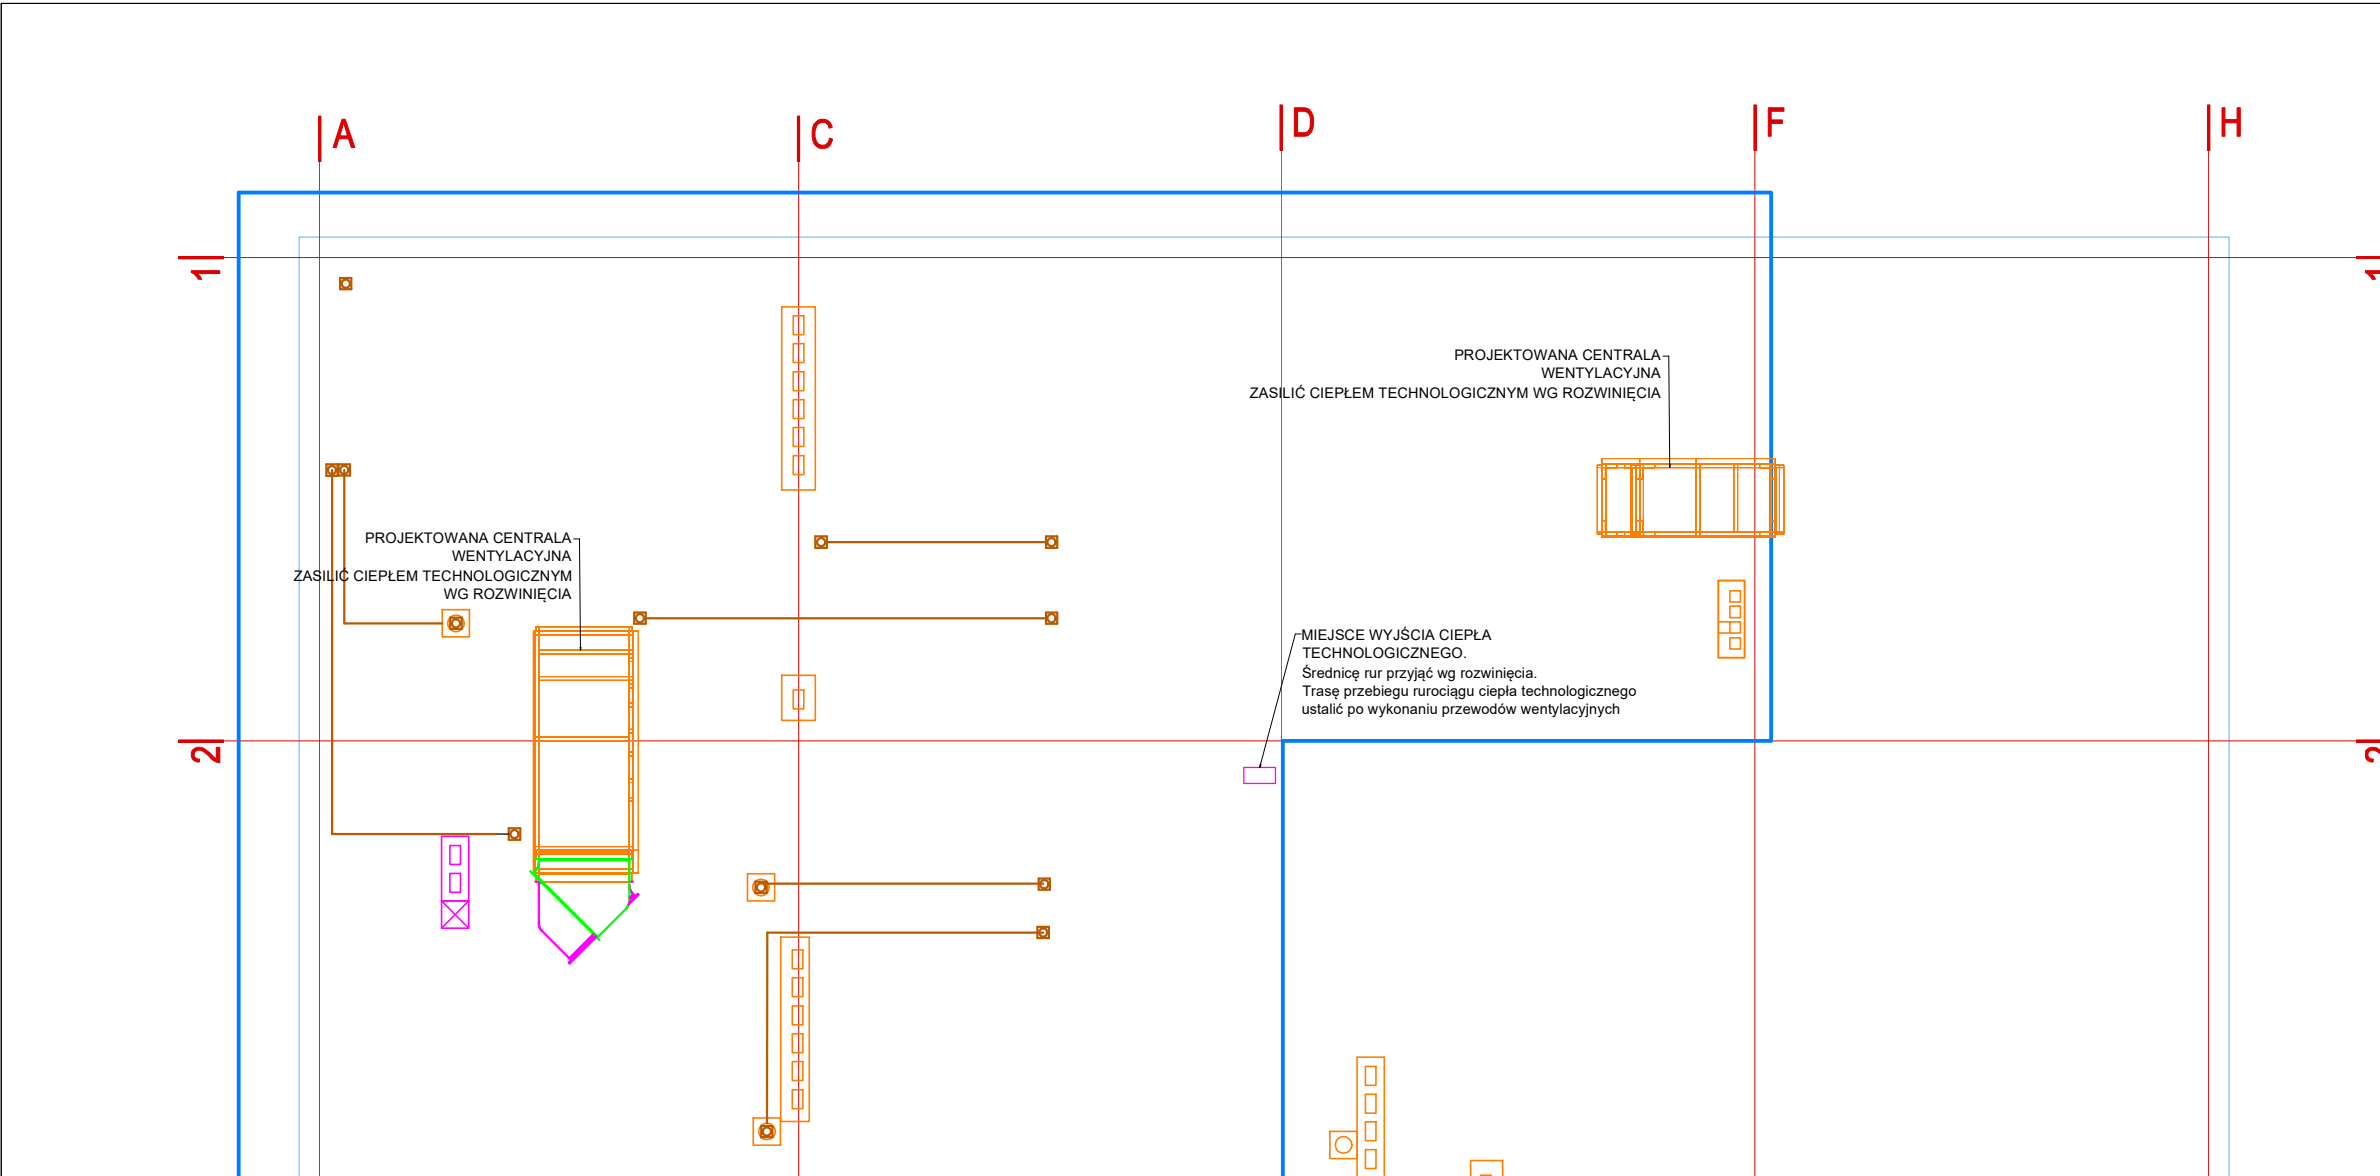 A
C
D
F
H
1
1
PROJEKTOWANA CENTRALA
WENTYLACYJNA
ZASILIĆ CIEPŁEM TECHNOLOGICZNYM WG ROZWINIĘCIA
PROJEKTOWANA CENTRALA
WENTYLACYJNA
ZASILIĆ CIEPŁEM TECHNOLOGICZNYM
WG ROZWINIĘCIA
MIEJSCE WYJŚCIA CIEPŁA
TECHNOLOGICZNEGO.
Średnicę rur przyjąć wg rozwinięcia.
Trasę przebiegu rurociągu ciepła technologicznego
ustalić po wykonaniu przewodów wentylacyjnych
2
2